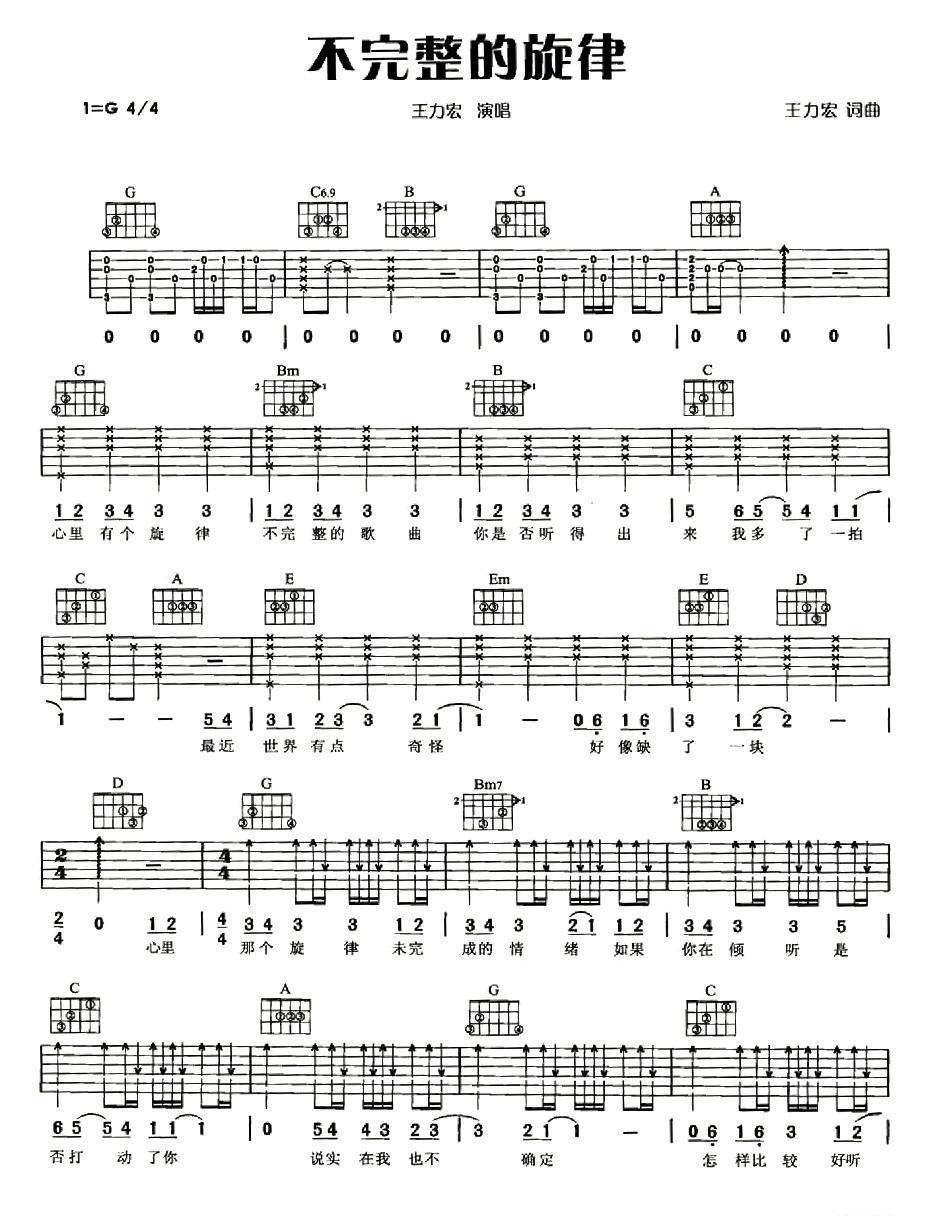 不完整的旋律
1=G 4/4 王力宏 演唱 王力宏 词曲
G C6.9 B G A
0 0 0 0 | 0 0 0 0 | 0 0 0 0 | 0 0 0 0 |
G Bm B C
12 34 3 3 | 12 34 3 3 | 12 34 3 3 | 5 65 54 11
心里 有个 旋 律 不完 整的 歌 曲 你是 否听 得 出 来 我多 了 一拍
C A E Em E D
1 — — 54 | 31 23 3 21 | 1 — 06 16 | 3 12 2 —
最近 世界 有点 奇怪 好 像缺 了 一块
D G Bm7 B
2/4 4/4
2/4 0 12 | 4/4 34 3 3 12 | 34 3 21 12 | 34 3 3 5
心里 那个 旋 律 未完 成的 情 绪 如果 你在 倾 听 是
C A G C
65 54 11 1 | 0 54 43 23 | 3 21 1 — | 06 16 3 12
否打 动 了你 说实 在我 也不 确定 怎 样比 较 好听